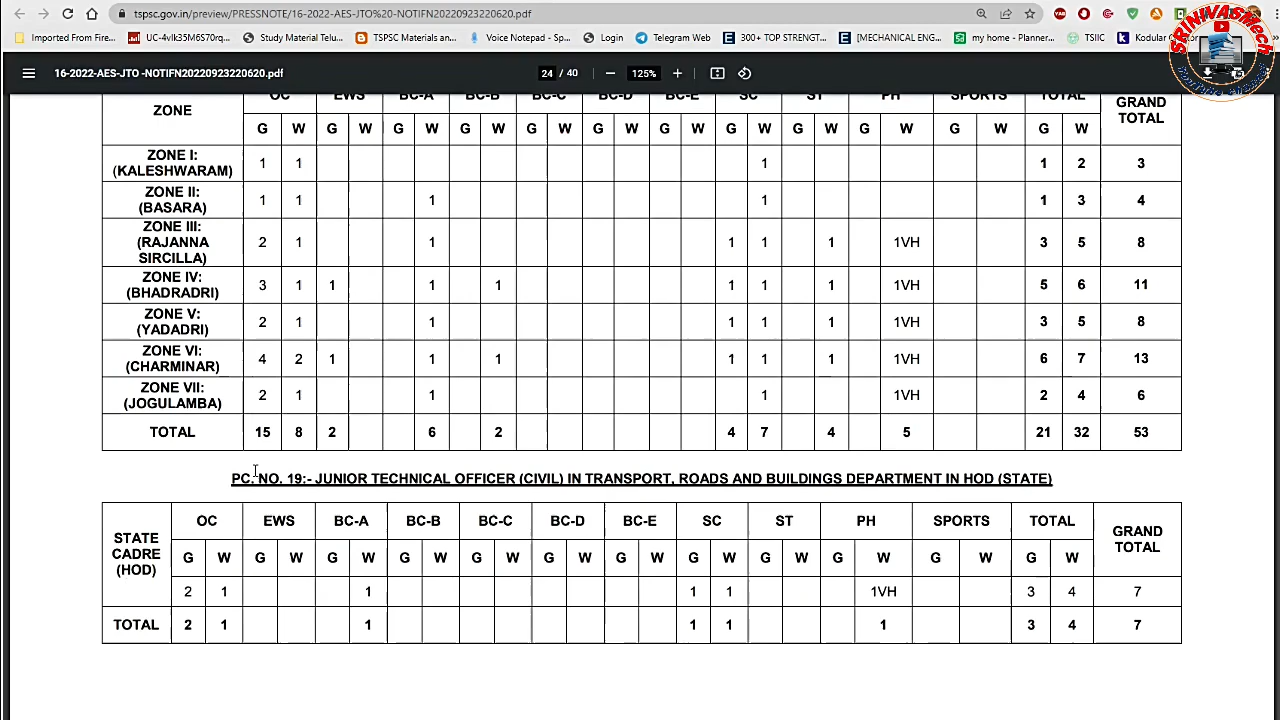 tspsc.gov.in/preview/PRESSNOTE/16-2022-AES-JTO%20-NOTIFN20220923220620.pdf
Imported From Fire... UC-4vIk35M6S70rq... Study Material Telu... TSPSC Materials an... Voice Notepad - Sp... Login Telegram Web 300+ TOP STRENGT... [MECHANICAL ENG... my home - Planner... TSIIC Kodular C
SRINIVASMech
16-2022-AES-JTO -NOTIFN20220923220620.pdf 24 / 40 125%
ZONE OC EWS BC-A BC-B BC-C BC-D BC-E SC ST PH SPORTS TOTAL GRAND TOTAL
G W G W G W G W G W G W G W G W G W G W G W G W
ZONE I: (KALESHWARAM) 1 1 1 1 2 3
ZONE II: (BASARA) 1 1 1 1 1 3 4
ZONE III: (RAJANNA SIRCILLA) 2 1 1 1 1 1 1VH 3 5 8
ZONE IV: (BHADRADRI) 3 1 1 1 1 1 1 1 1VH 5 6 11
ZONE V: (YADADRI) 2 1 1 1 1 1 1VH 3 5 8
ZONE VI: (CHARMINAR) 4 2 1 1 1 1 1 1 1VH 6 7 13
ZONE VII: (JOGULAMBA) 2 1 1 1 1VH 2 4 6
TOTAL 15 8 2 6 2 4 7 4 5 21 32 53
PC. NO. 19:- JUNIOR TECHNICAL OFFICER (CIVIL) IN TRANSPORT, ROADS AND BUILDINGS DEPARTMENT IN HOD (STATE)
STATE CADRE (HOD) OC EWS BC-A BC-B BC-C BC-D BC-E SC ST PH SPORTS TOTAL GRAND TOTAL
G W G W G W G W G W G W G W G W G W G W G W G W
2 1 1 1 1 1VH 3 4 7
TOTAL 2 1 1 1 1 1 3 4 7